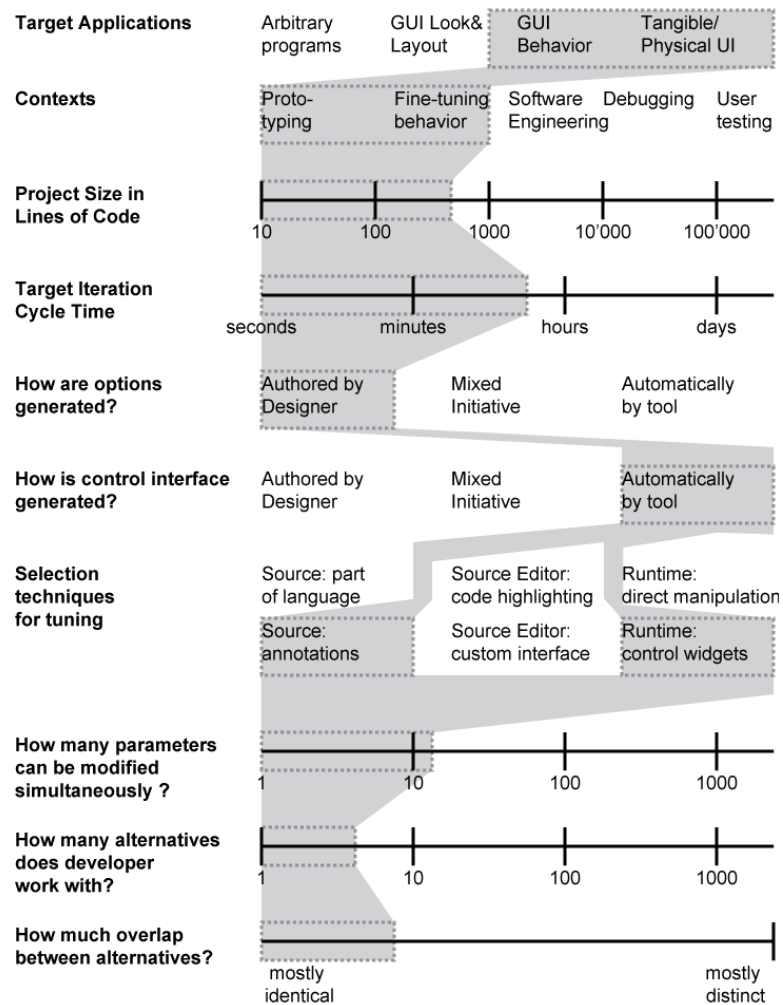 Target Applications
Arbitrary programs
GUI Look& Layout
GUI Behavior
Tangible/ Physical UI
Contexts
Proto- typing
Fine-tuning behavior
Software Engineering
Debugging
User testing
Project Size in
Lines of Code
10 100 1000 10'000 100'000
Target Iteration
Cycle Time
seconds minutes hours days
How are options
generated?
Authored by
Designer
Mixed
Initiative
Automatically
by tool
How is control interface
generated?
Authored by
Designer
Mixed
Initiative
Automatically
by tool
Selection
techniques
for tuning
Source: part
of language
Source Editor:
code highlighting
Runtime:
direct manipulation
Source:
annotations
Source Editor:
custom interface
Runtime:
control widgets
How many parameters
can be modified
simultaneously ?
1 10 100 1000
How many alternatives
does developer
work with?
1 10 100 1000
How much overlap
between alternatives?
mostly
identical
mostly
distinct